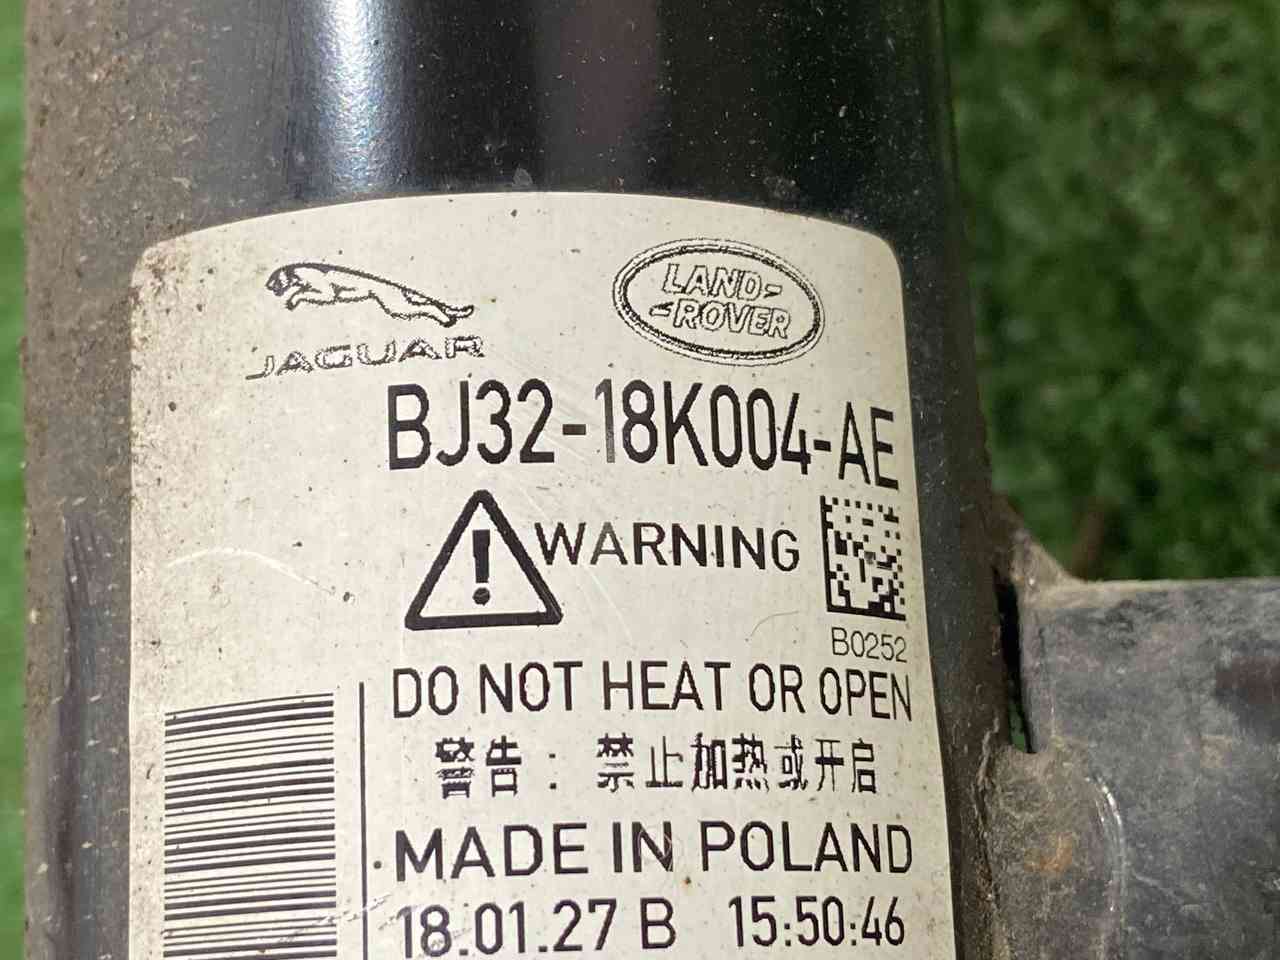 JAGUAR
LAND-
-ROVER
BJ32-18K004-AE
WARNING
B0252
DO NOT HEAT OR OPEN
警告：禁止加热或开启
MADE IN POLAND
18.01.27 B 15:50:46